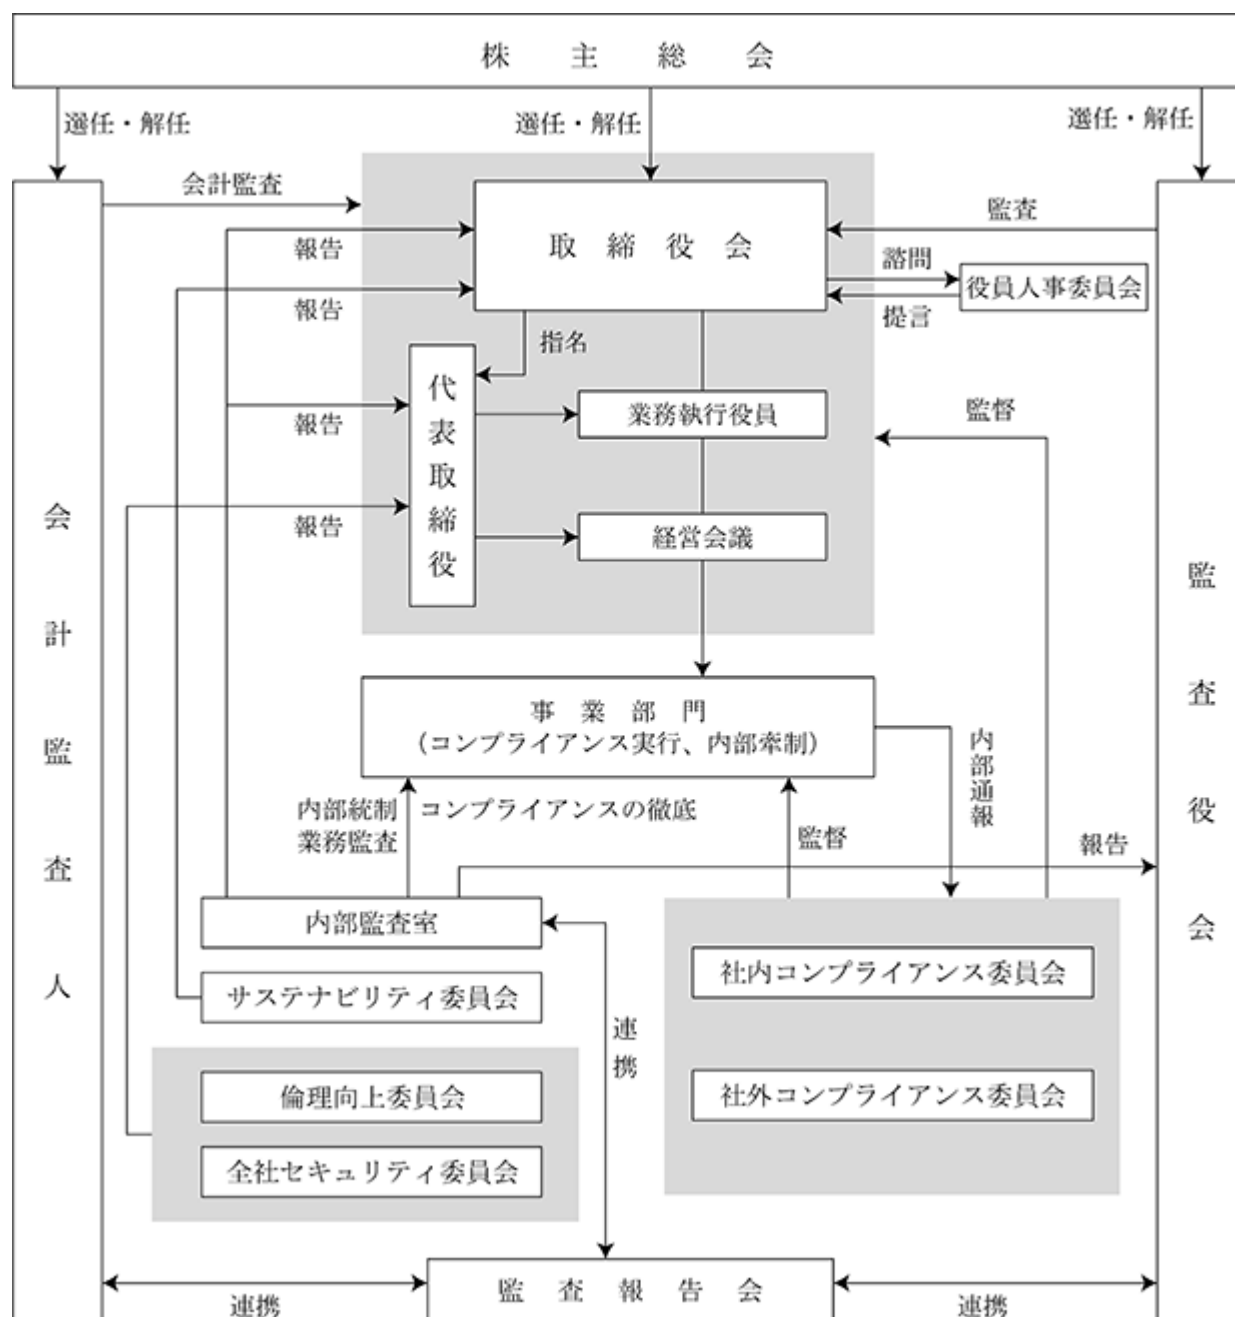 株主総会
選任・解任
選任・解任
選任・解任
会計監査
取締役会
監査
報告
諮問
役員人事委員会
報告
提言
指名
代表取締役
業務執行役員
監督
報告
経営会議
報告
会計監査人
監査役会
事業部門
(コンプライアンス実行、内部牽制)
内部通報
内部統制
業務監査
コンプライアンスの徹底
監督
報告
内部監査室
社内コンプライアンス委員会
サステナビリティ委員会
連携
倫理向上委員会
社外コンプライアンス委員会
全社セキュリティ委員会
監査報告会
連携
連携